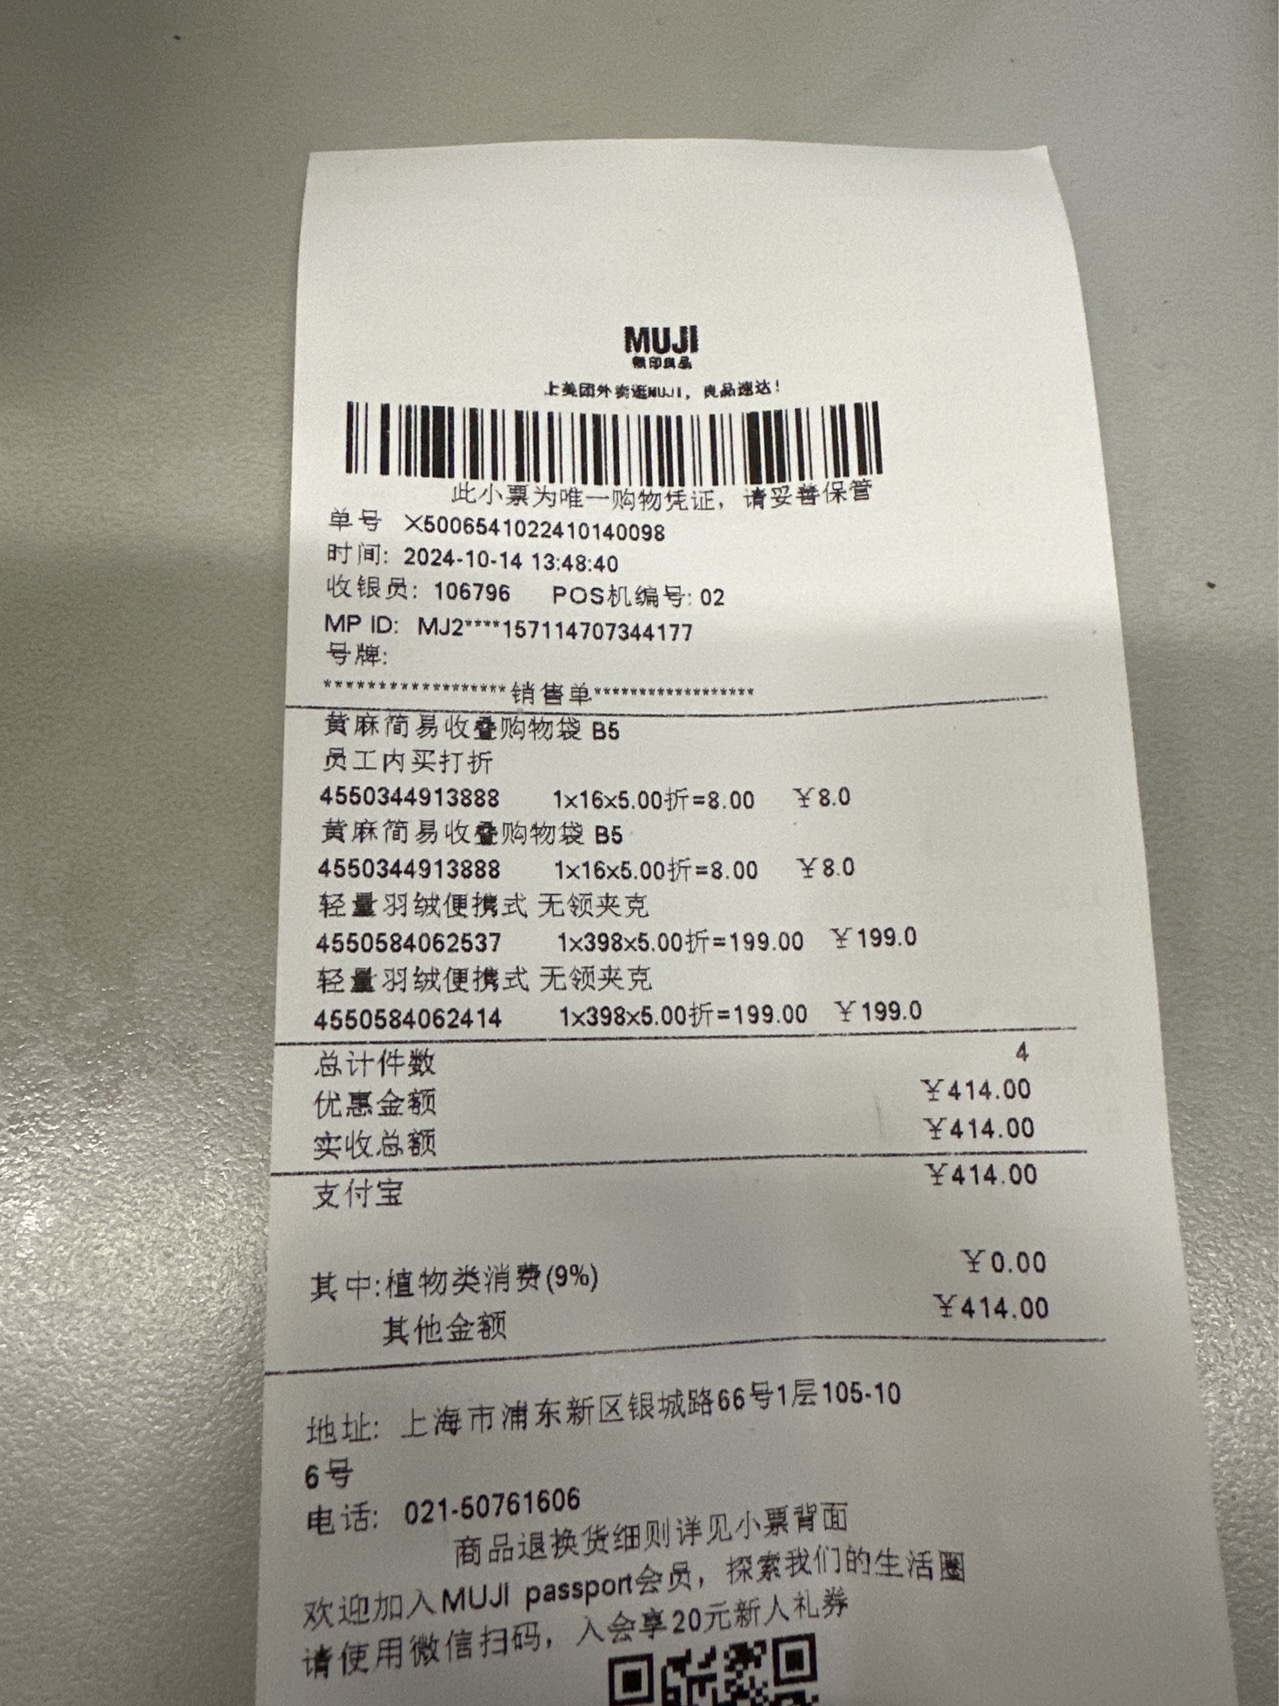 MUJI
無印良品
上美团外卖逛MUJI，良品速达！
此小票为唯一购物凭证，请妥善保管
单号 X5006541022410140098
时间: 2024-10-14 13:48:40
收银员: 106796 POS机编号: 02
MP ID: MJ2****157114707344177
号牌:
******************销售单******************
黄麻简易收叠购物袋 B5
员工内买打折
4550344913888 1x16x5.00折=8.00 ￥8.0
黄麻简易收叠购物袋 B5
4550344913888 1x16x5.00折=8.00 ￥8.0
轻量羽绒便携式 无领夹克
4550584062537 1x398x5.00折=199.00 ￥199.0
轻量羽绒便携式 无领夹克
4550584062414 1x398x5.00折=199.00 ￥199.0
总计件数 4
优惠金额 ￥414.00
实收总额 ￥414.00
支付宝 ￥414.00
其中:植物类消费(9%) ￥0.00
其他金额 ￥414.00
地址: 上海市浦东新区银城路66号1层105-10
6号
电话: 021-50761606
商品退换货细则详见小票背面
欢迎加入MUJI passport会员，探索我们的生活圈
请使用微信扫码，入会享20元新人礼券